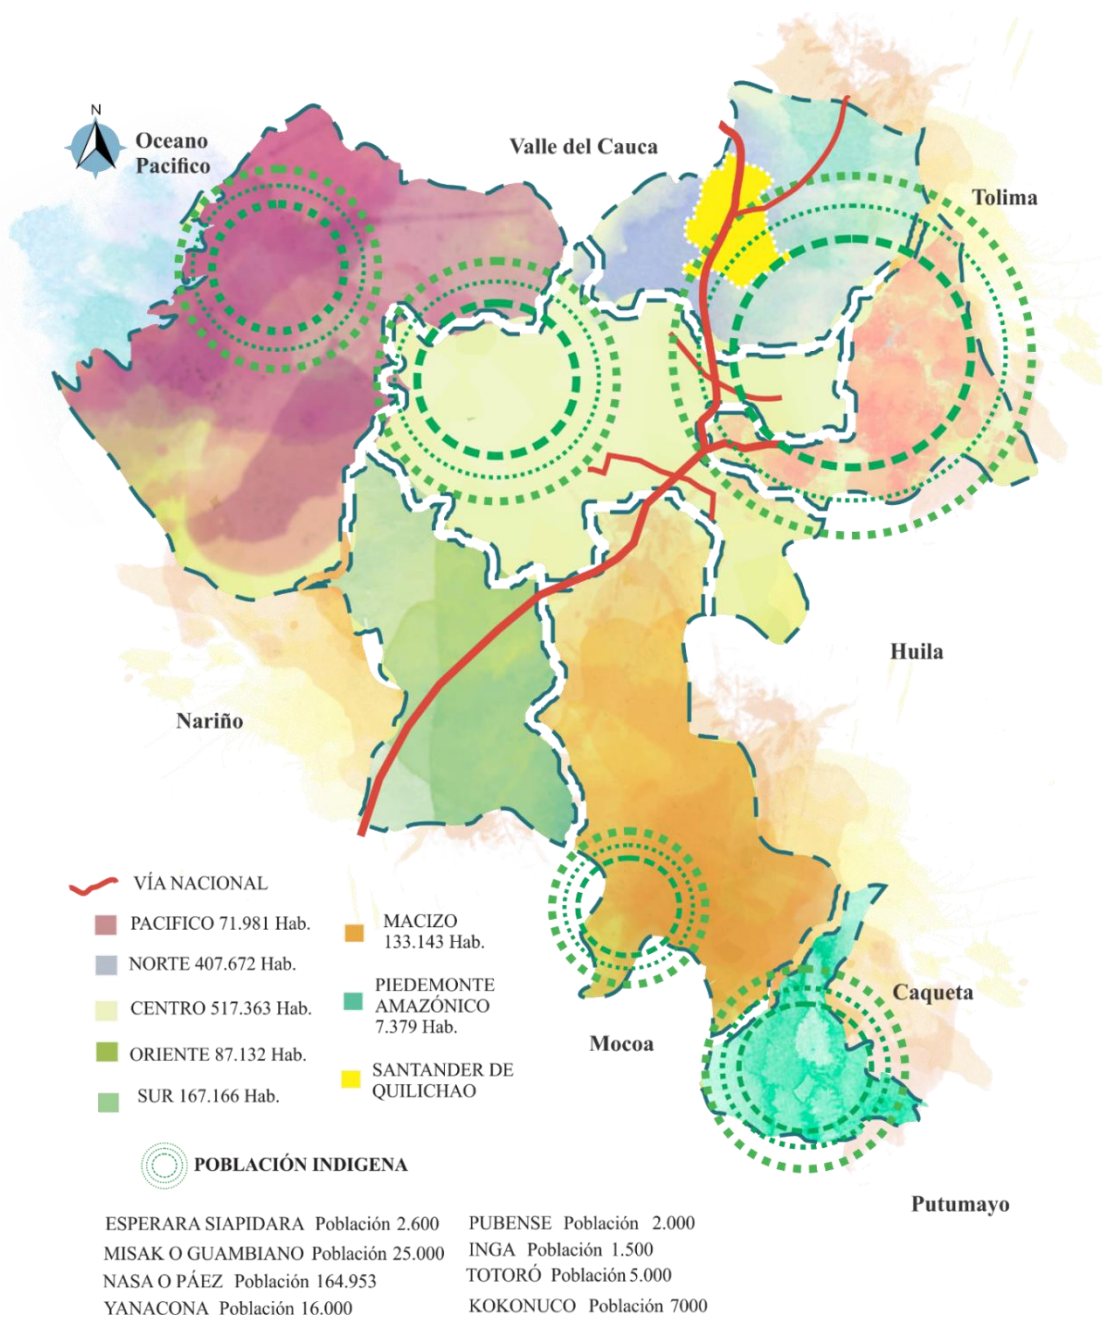 N
Oceano
Pacifico
Valle del Cauca
Tolima
Huila
Nariño
Caqueta
Mocoa
Putumayo
VÍA NACIONAL
PACIFICO 71.981 Hab.
NORTE 407.672 Hab.
CENTRO 517.363 Hab.
ORIENTE 87.132 Hab.
SUR 167.166 Hab.
MACIZO
133.143 Hab.
PIEDEMONTE
AMAZÓNICO
7.379 Hab.
SANTANDER DE
QUILICHAO
POBLACIÓN INDIGENA
ESPERARA SIAPIDARA Población 2.600
MISAK O GUAMBIANO Población 25.000
NASA O PÁEZ Población 164.953
YANACONA Población 16.000
PUBENSE Población 2.000
INGA Población 1.500
TOTORÓ Población 5.000
KOKONUCO Población 7000